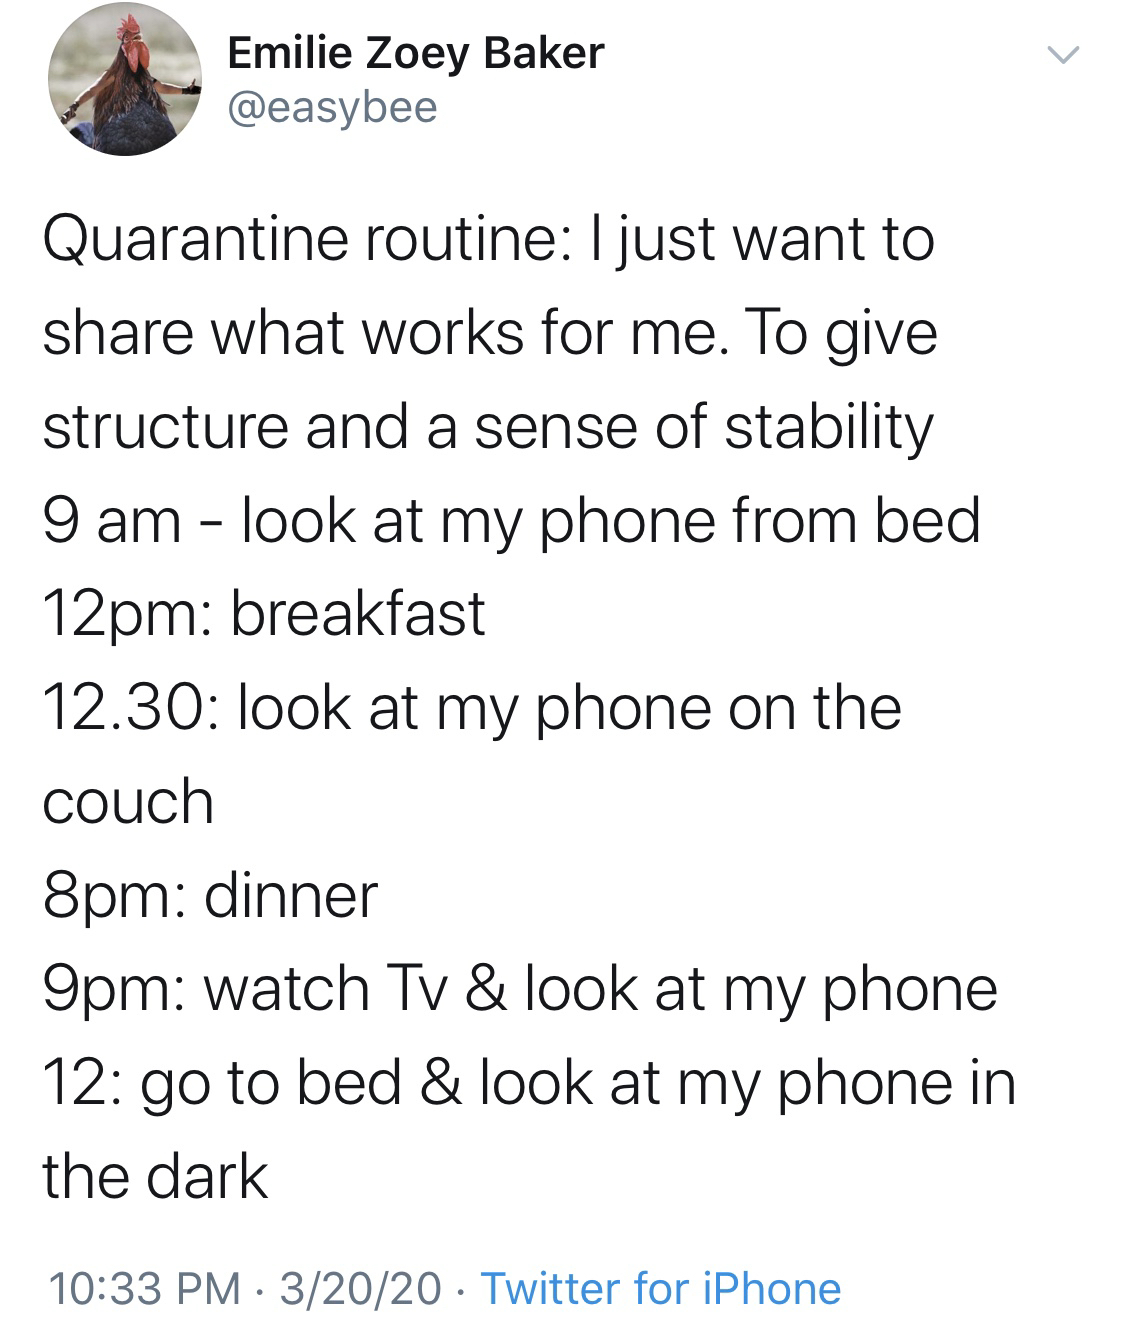 Emilie Zoey Baker
@easybee
Quarantine routine: I just want to
share what works for me. To give
structure and a sense of stability
9 am - look at my phone from bed
12pm: breakfast
12.30: look at my phone on the
couch
8pm: dinner
9pm: watch Tv & look at my phone
12: go to bed & look at my phone in
the dark
10:33 PM · 3/20/20 · Twitter for iPhone